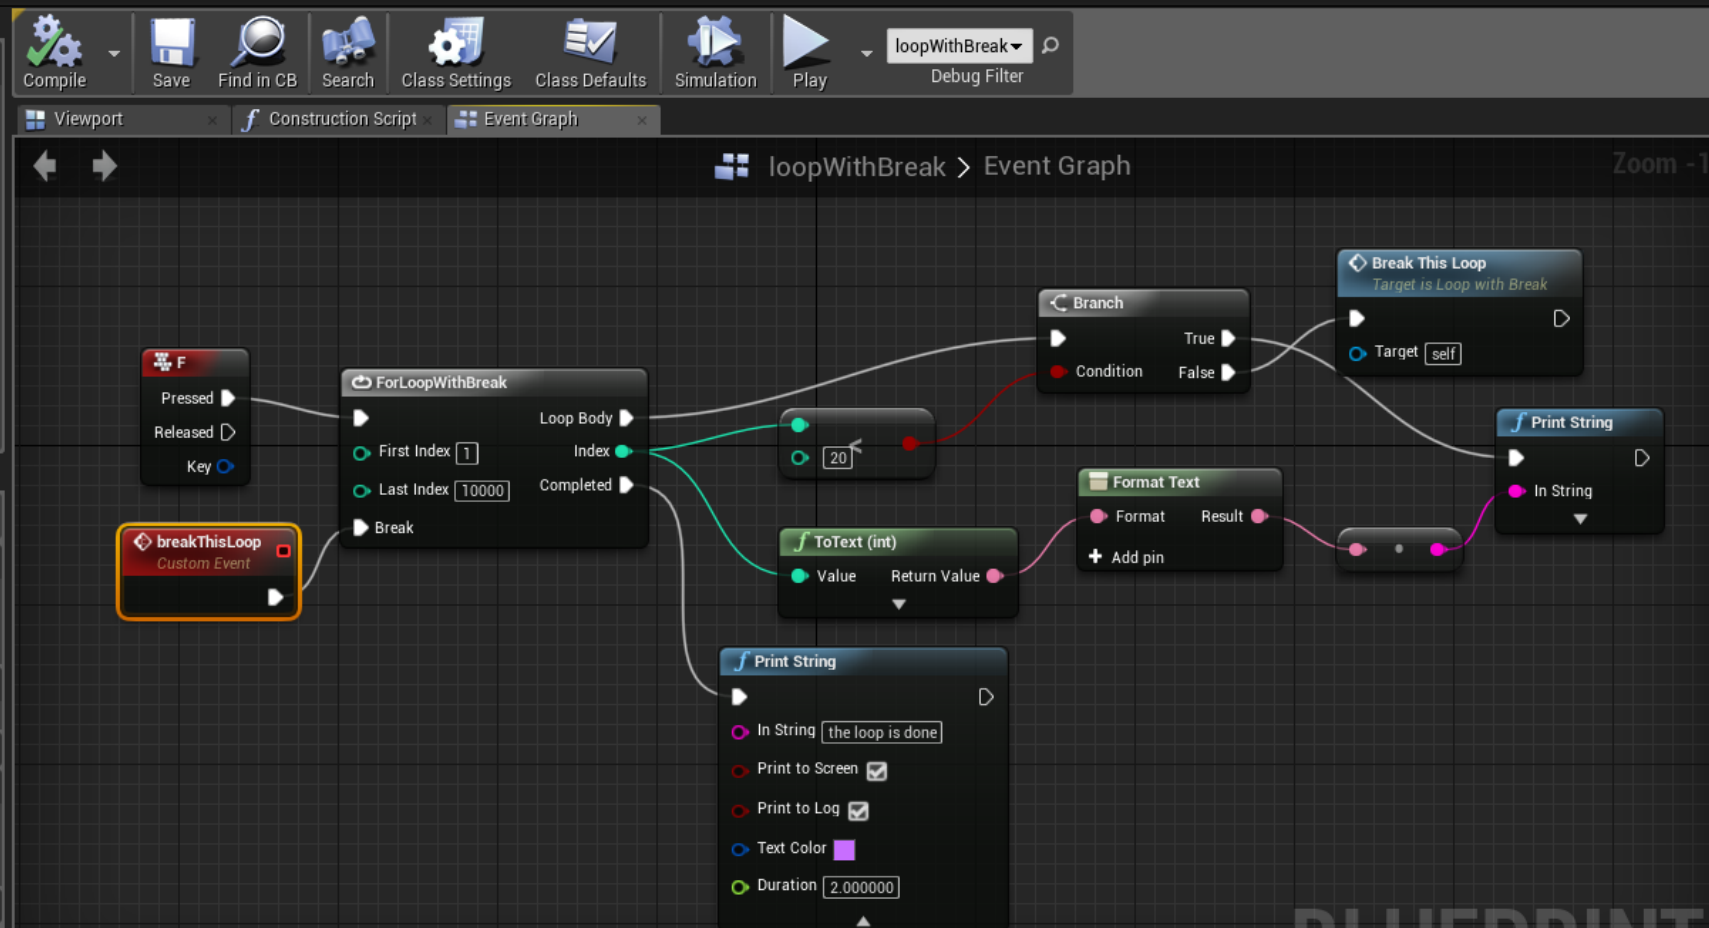 Compile
Save
Find in CB
Search
Class Settings
Class Defaults
Simulation
Play
loopWithBreak
Debug Filter
Viewport
Construction Script
Event Graph
loopWithBreak > Event Graph
Zoom -1
F
Pressed
Released
Key
breakThisLoop
Custom Event
ForLoopWithBreak
Loop Body
First Index 1
Index
Last Index 10000
Completed
Break
20 <
Branch
True
Condition
False
Break This Loop
Target is Loop with Break
Target self
Print String
In String
Format Text
Format
Result
Add pin
ToText (int)
Value
Return Value
Print String
In String the loop is done
Print to Screen
Print to Log
Text Color
Duration 2.000000
BLUEPRINT